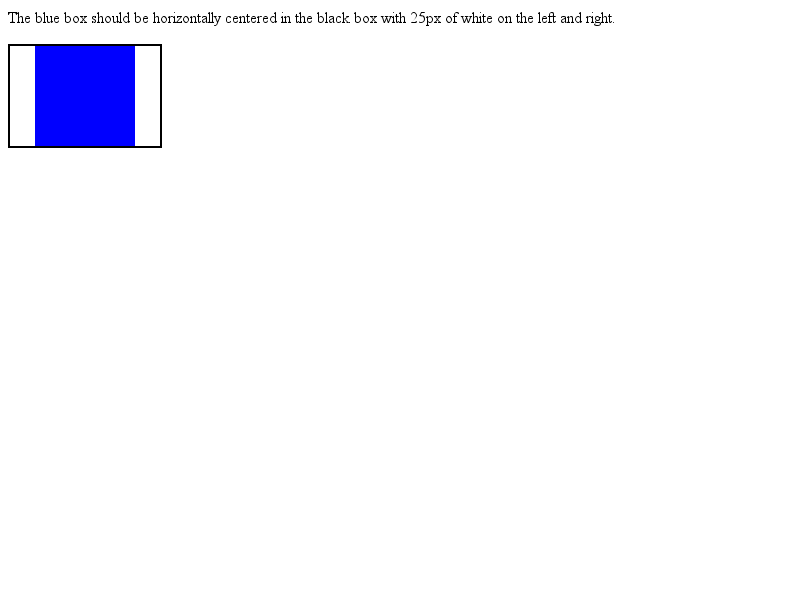 The blue box should be horizontally centered in the black box with 25px of white on the left and right.